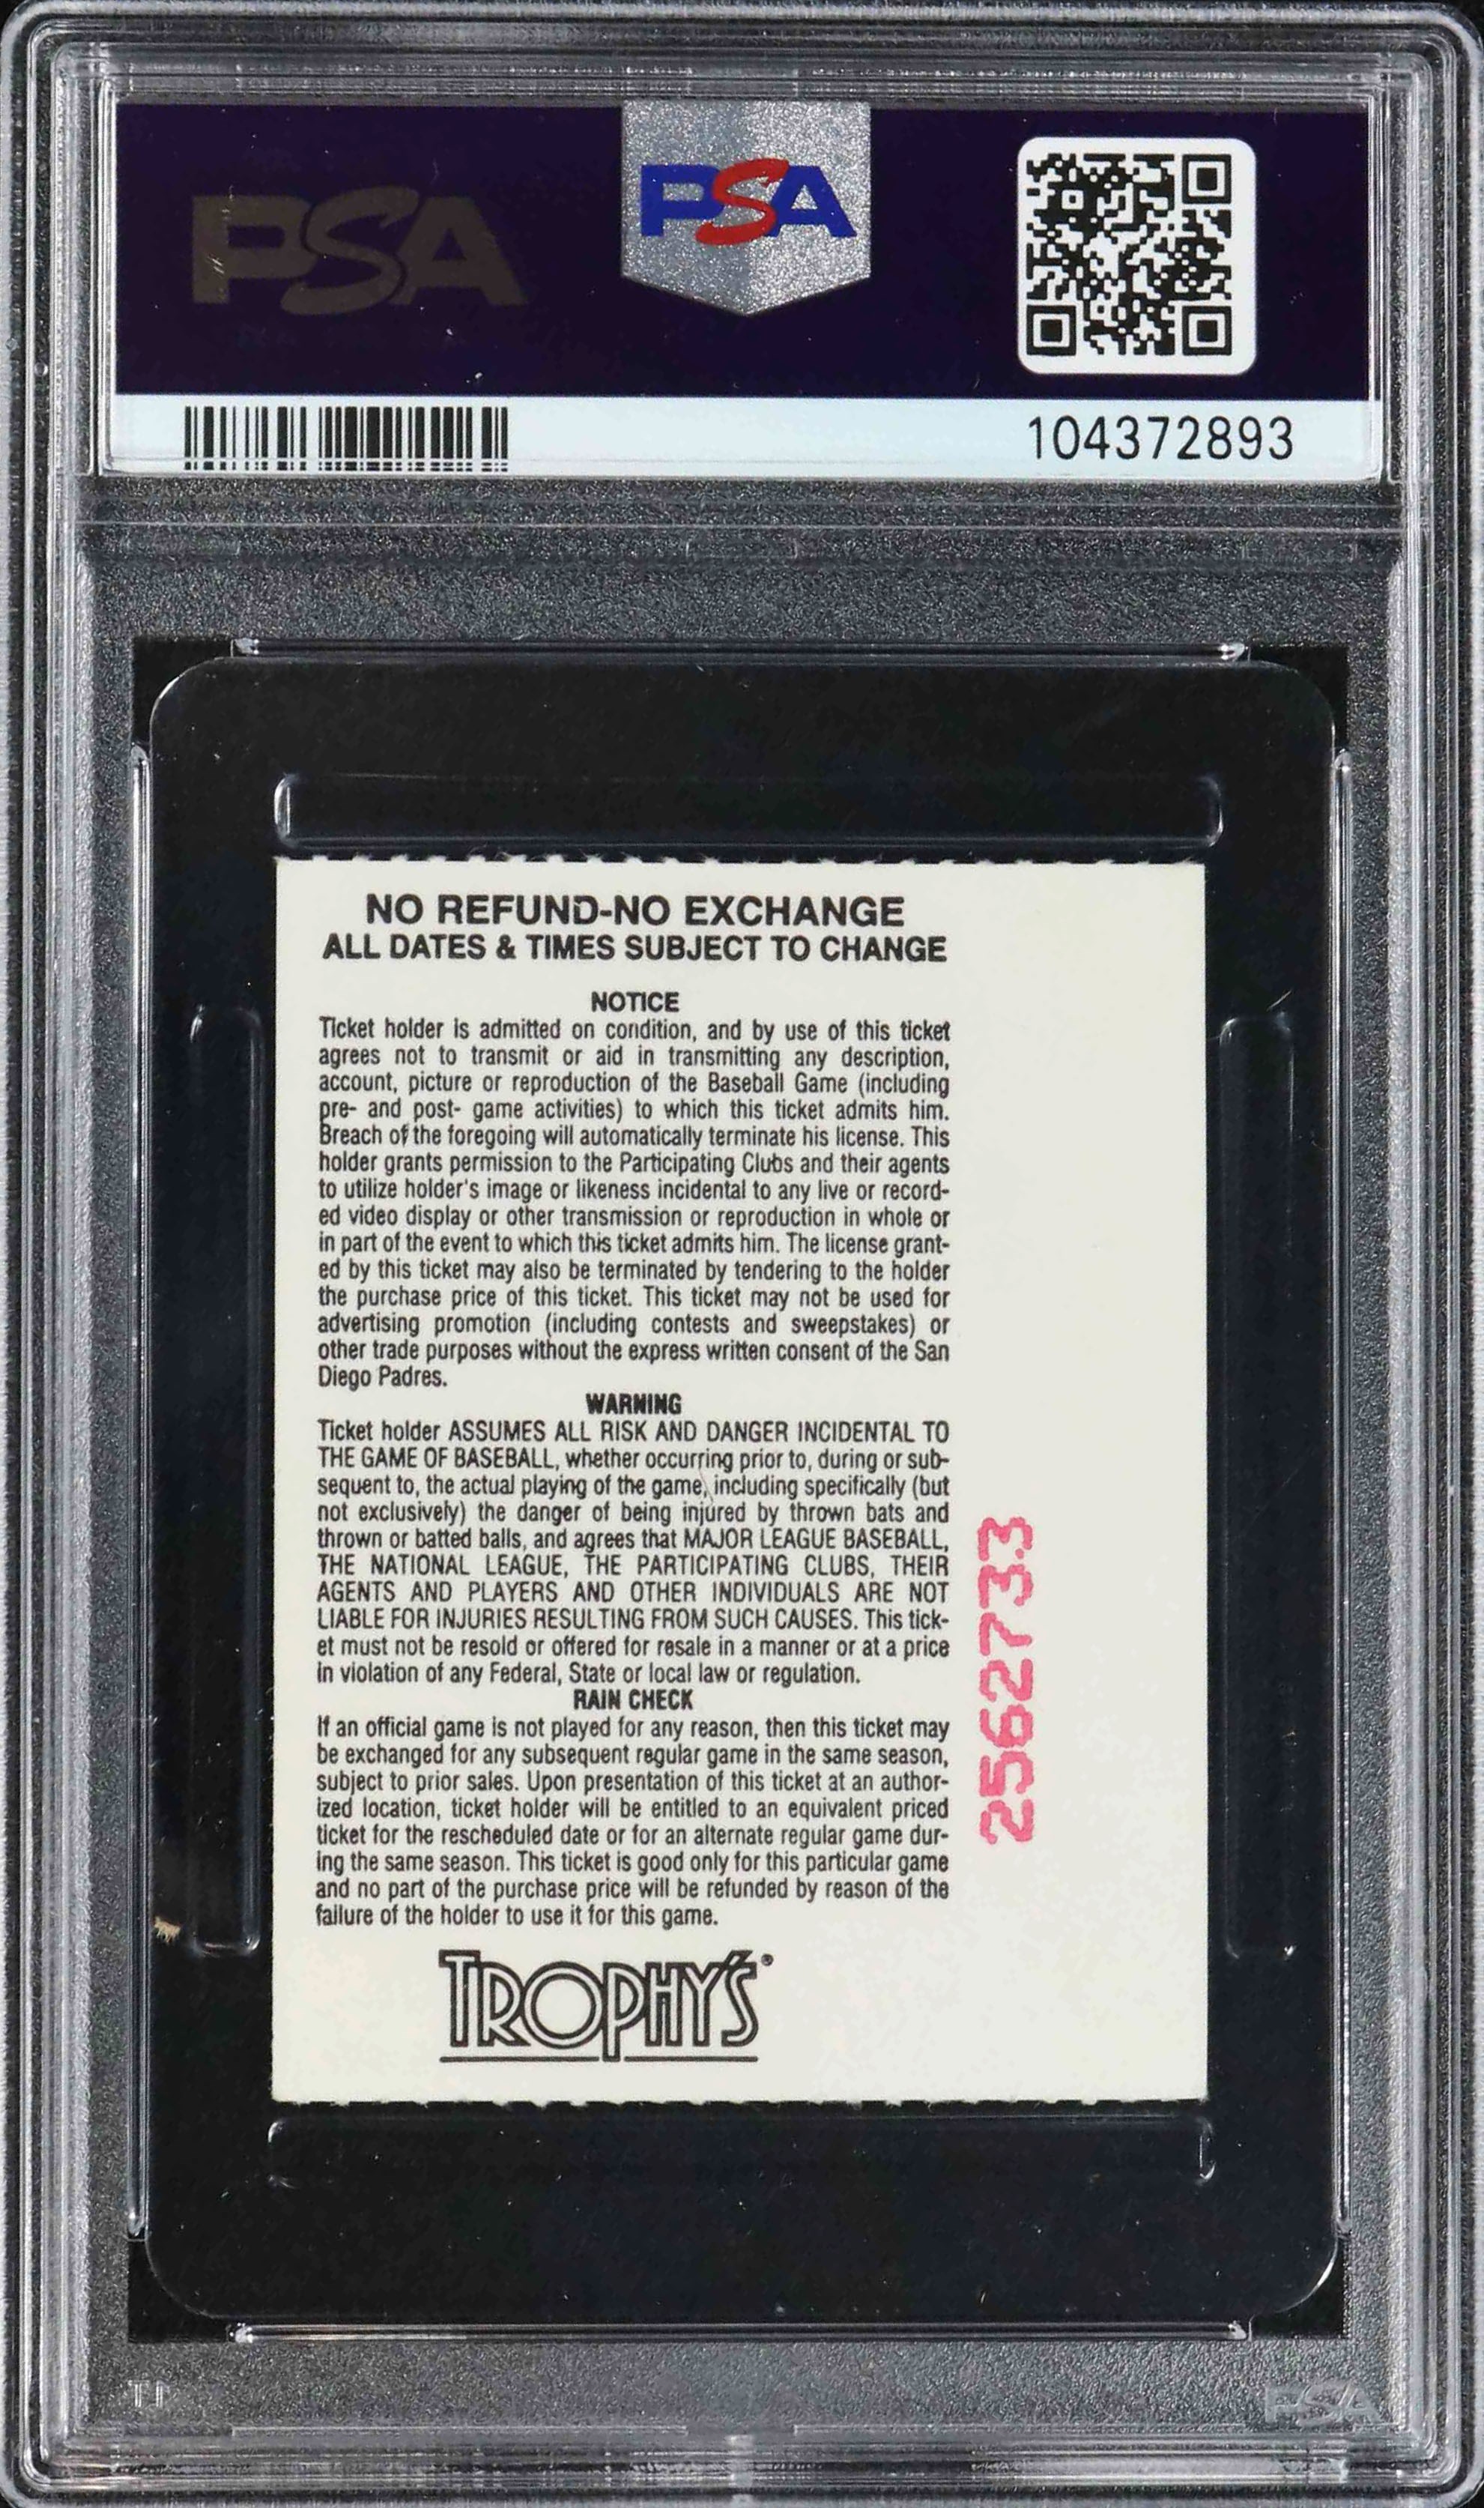 PSA
PSA
104372893
NO REFUND-NO EXCHANGE
ALL DATES & TIMES SUBJECT TO CHANGE
NOTICE
Ticket holder is admitted on condition, and by use of this ticket
agrees not to transmit or aid in transmitting any description,
account, picture or reproduction of the Baseball Game (including
pre- and post- game activities) to which this ticket admits him.
Breach of the foregoing will automatically terminate his license. This
holder grants permission to the Participating Clubs and their agents
to utilize holder's image or likeness incidental to any live or record-
ed video display or other transmission or reproduction in whole or
in part of the event to which this ticket admits him. The license grant-
ed by this ticket may also be terminated by tendering to the holder
the purchase price of this ticket. This ticket may not be used for
advertising promotion (including contests and sweepstakes) or
other trade purposes without the express written consent of the San
Diego Padres.
WARNING
Ticket holder ASSUMES ALL RISK AND DANGER INCIDENTAL TO
THE GAME OF BASEBALL, whether occurring prior to, during or sub-
sequent to, the actual playing of the game, including specifically (but
not exclusively) the danger of being injured by thrown bats and
thrown or batted balls, and agrees that MAJOR LEAGUE BASEBALL,
THE NATIONAL LEAGUE, THE PARTICIPATING CLUBS, THEIR
AGENTS AND PLAYERS AND OTHER INDIVIDUALS ARE NOT
LIABLE FOR INJURIES RESULTING FROM SUCH CAUSES. This tick-
et must not be resold or offered for resale in a manner or at a price
in violation of any Federal, State or local law or regulation.
RAIN CHECK
If an official game is not played for any reason, then this ticket may
be exchanged for any subsequent regular game in the same season,
subject to prior sales. Upon presentation of this ticket at an author-
ized location, ticket holder will be entitled to an equivalent priced
ticket for the rescheduled date or for an alternate regular game dur-
ing the same season. This ticket is good only for this particular game
and no part of the purchase price will be refunded by reason of the
failure of the holder to use it for this game.
2562733
TROPHY'S®
PSA